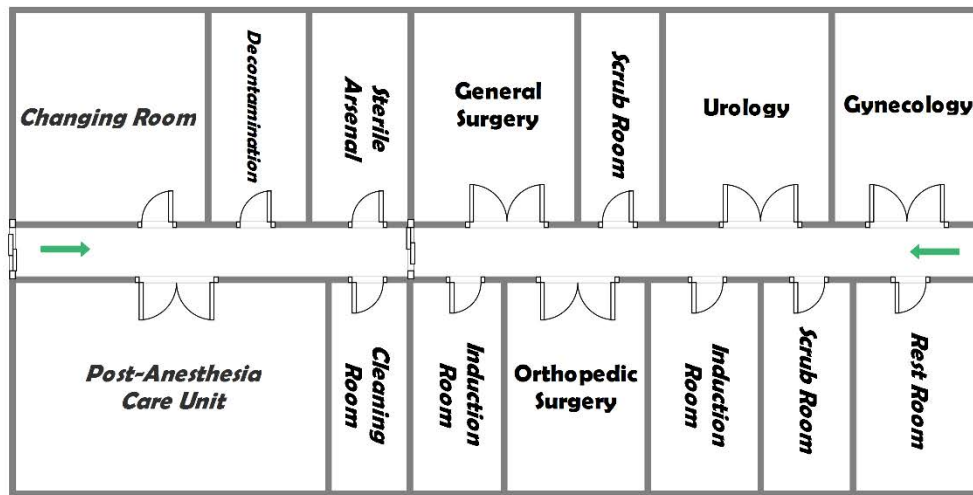 Changing Room
Decontamination
Sterile
Arsenal
General
Surgery
Scrub Room
Urology
Gynecology
Post-Anesthesia
Care Unit
Cleaning
Room
Induction
Room
Orthopedic
Surgery
Induction
Room
Scrub Room
Rest Room